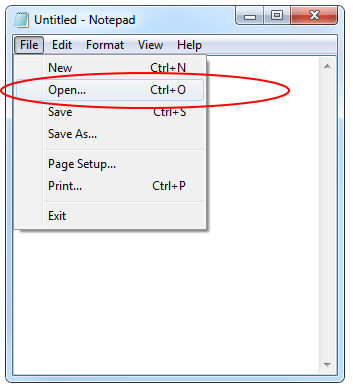 Untitled - Notepad
File Edit Format View Help
New Ctrl+N
Open... Ctrl+O
Save Ctrl+S
Save As...
Page Setup...
Print... Ctrl+P
Exit